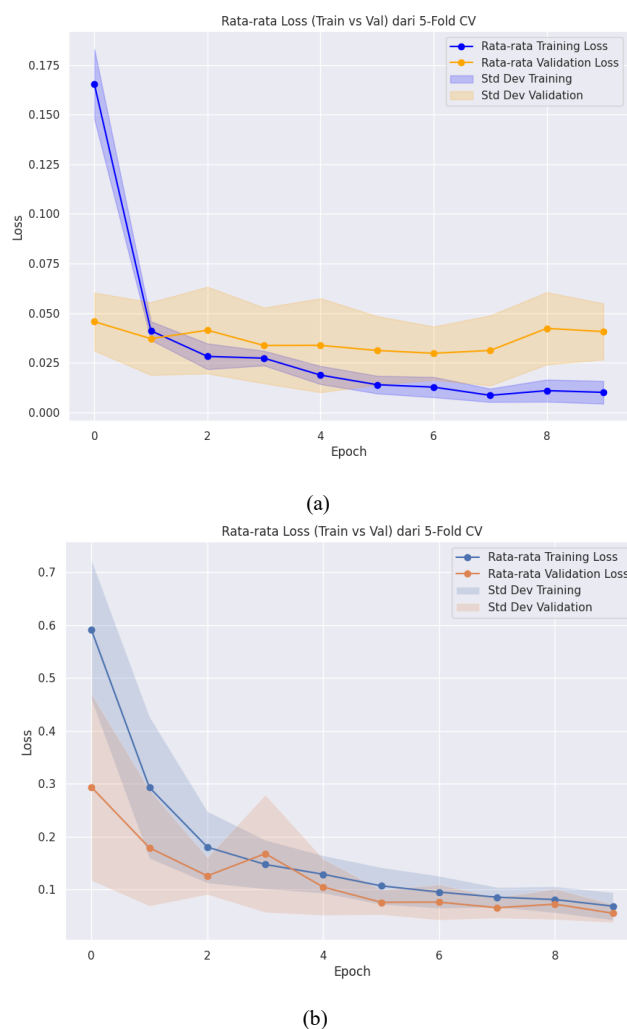 Rata-rata Loss (Train vs Val) dari 5-Fold CV
Rata-rata Training Loss
Rata-rata Validation Loss
Std Dev Training
Std Dev Validation
0.175
0.150
0.125
0.100
0.075
0.050
0.025
0.000
Loss
0 2 4 6 8
Epoch
(a)
Rata-rata Loss (Train vs Val) dari 5-Fold CV
Rata-rata Training Loss
Rata-rata Validation Loss
Std Dev Training
Std Dev Validation
0.7
0.6
0.5
0.4
0.3
0.2
0.1
Loss
0 2 4 6 8
Epoch
(b)